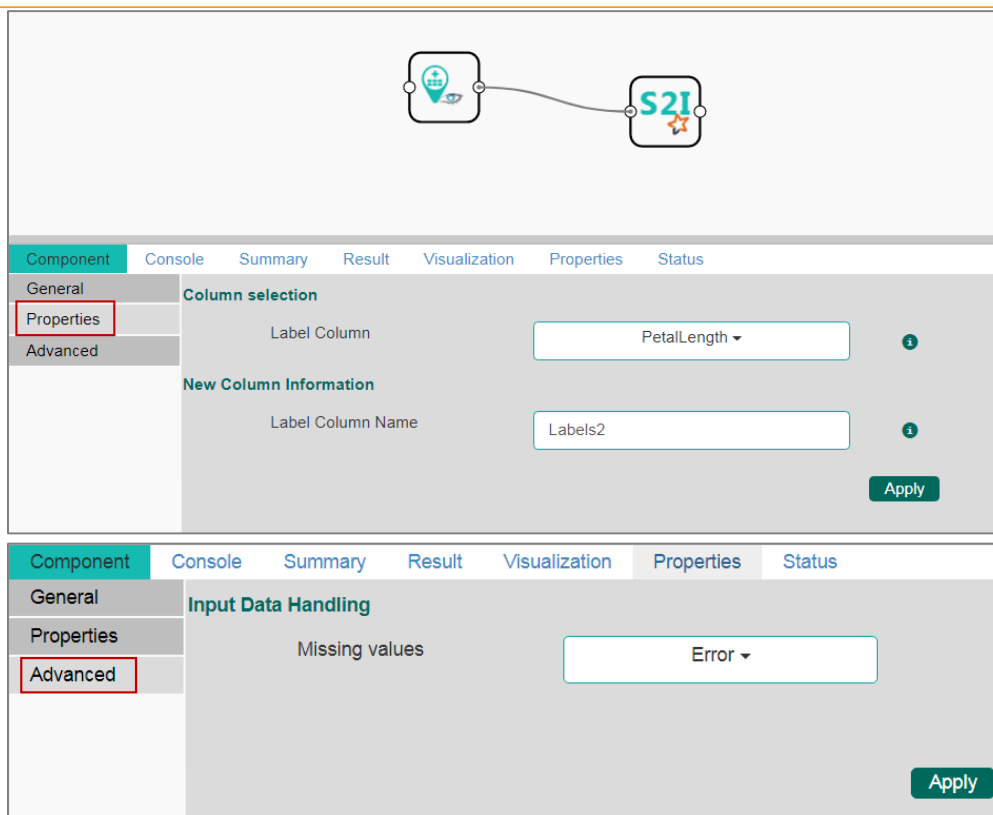 S2I
Component Console Summary Result Visualization Properties Status
General
Column selection
Properties
Label Column
PetalLength
Advanced
New Column Information
Label Column Name
Labels2
Apply
Component Console Summary Result Visualization Properties Status
General
Input Data Handling
Properties
Missing values
Error
Advanced
Apply